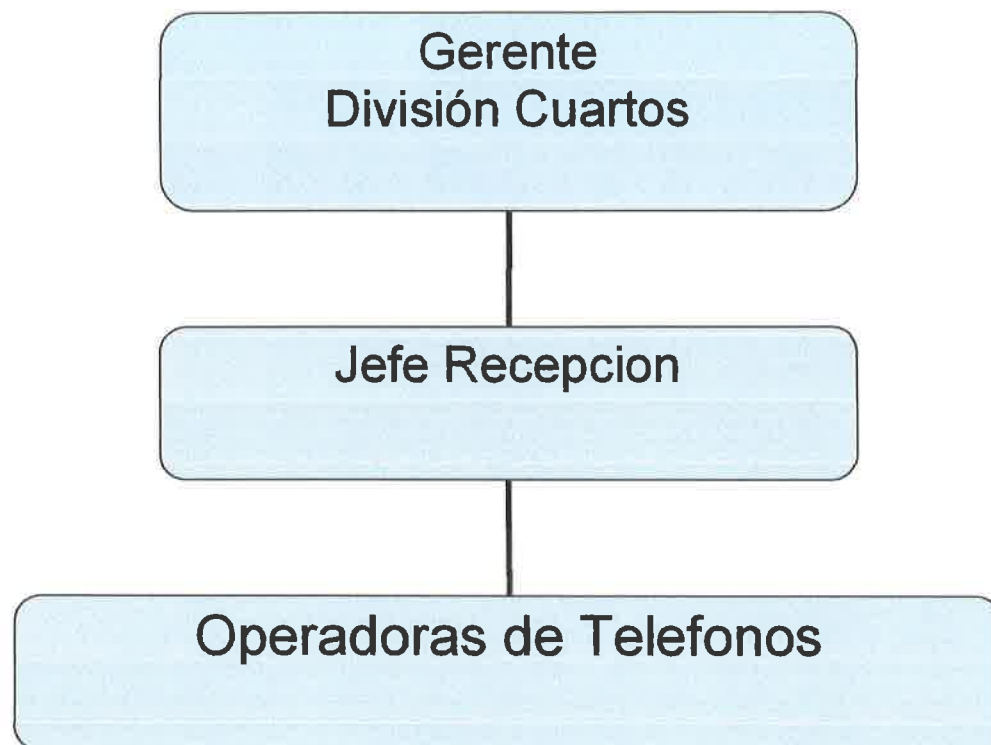 Gerente
División Cuartos
Jefe Recepcion
Operadoras de Telefonos